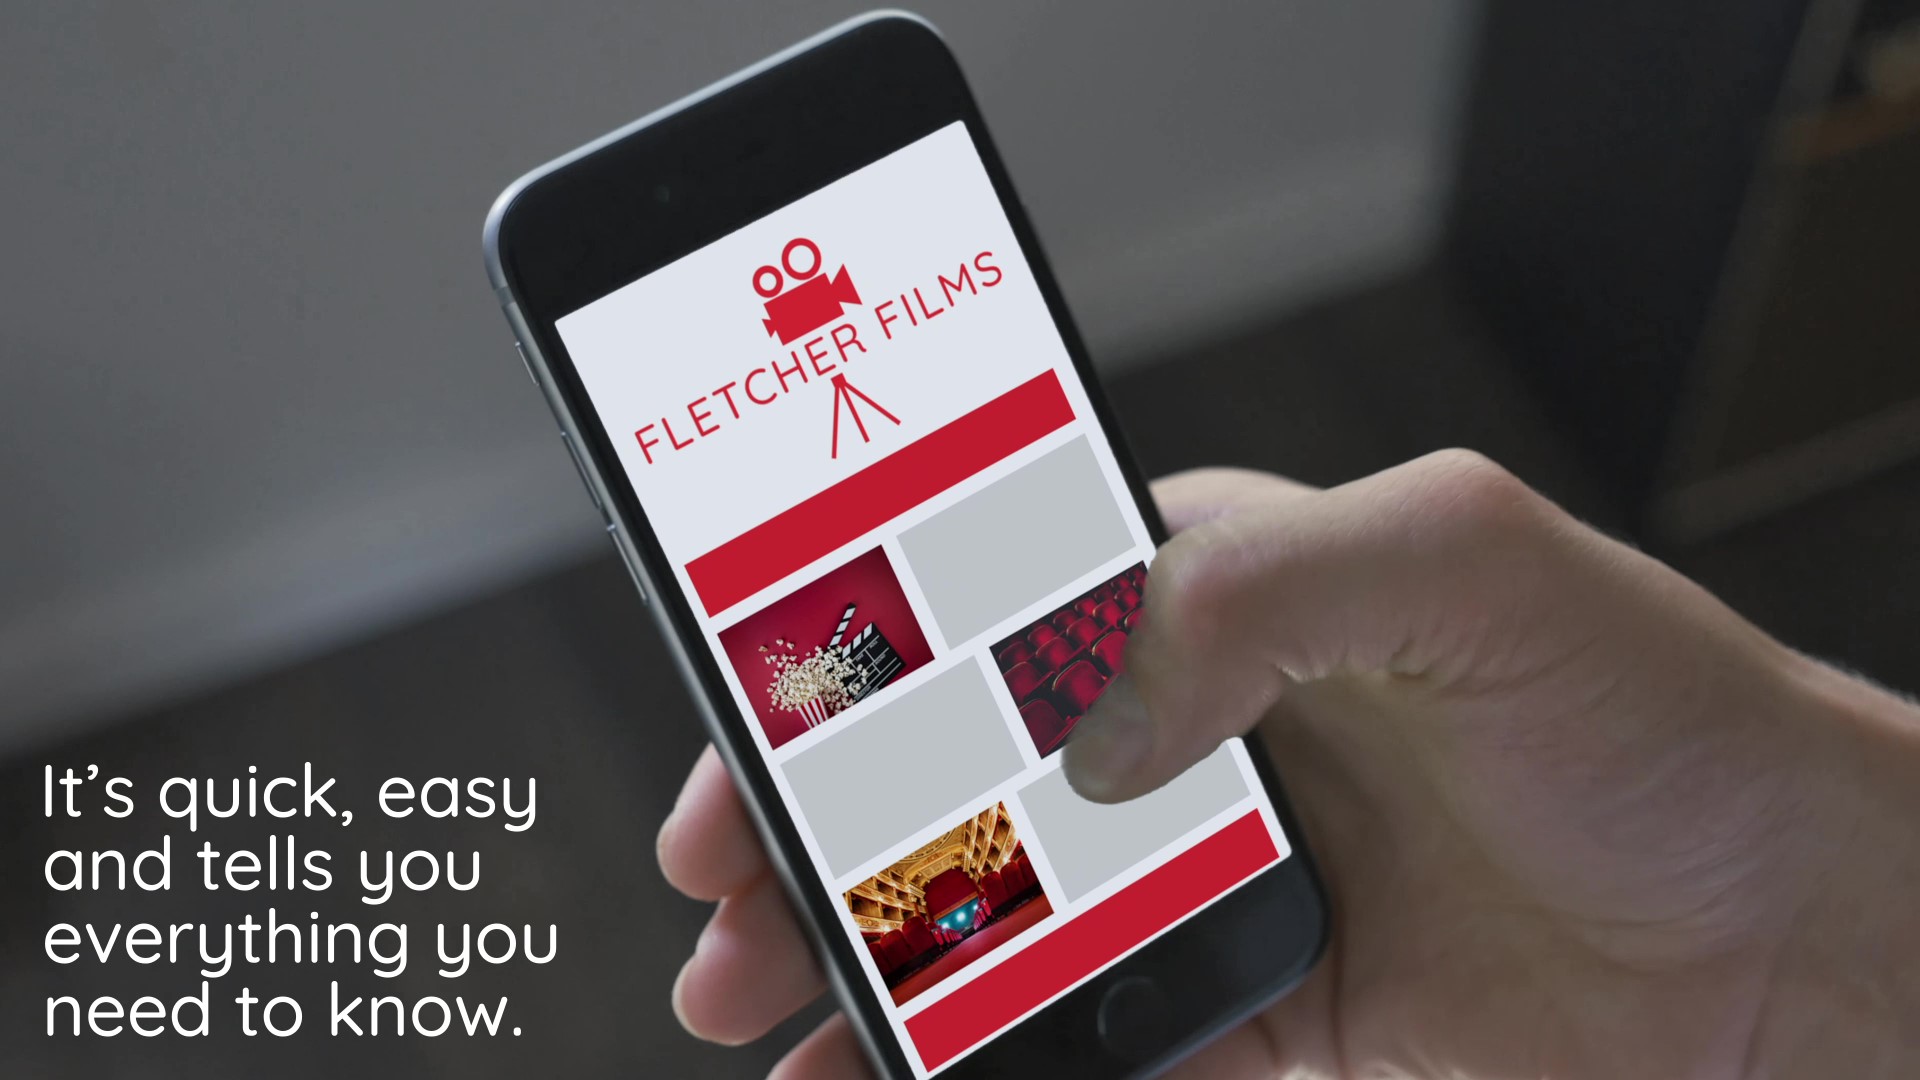 FLETCHER FILMS
It’s quick, easy
and tells you
everything you
need to know.